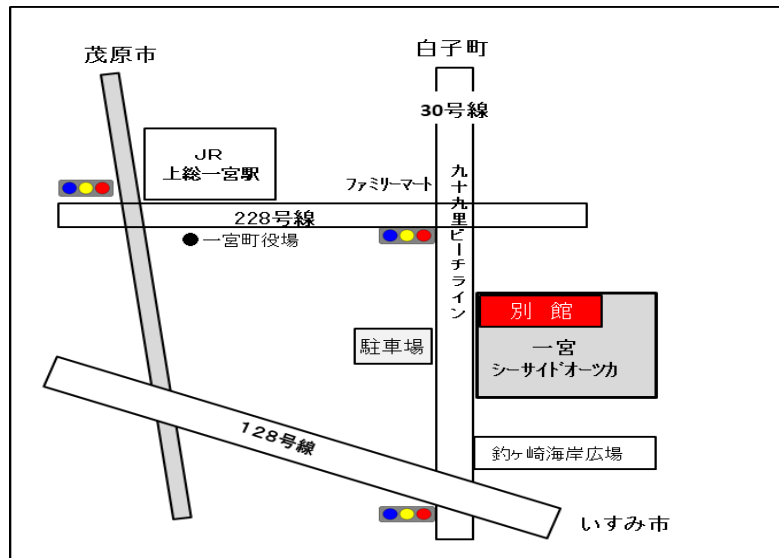 茂原市
白子町
30号線
JR
上総一宮駅
ファミリーマート
九十九里ビーチライン
228号線
●一宮町役場
別 館
一宮
シーサイドオーツカ
駐車場
128号線
釣ヶ崎海岸広場
いすみ市